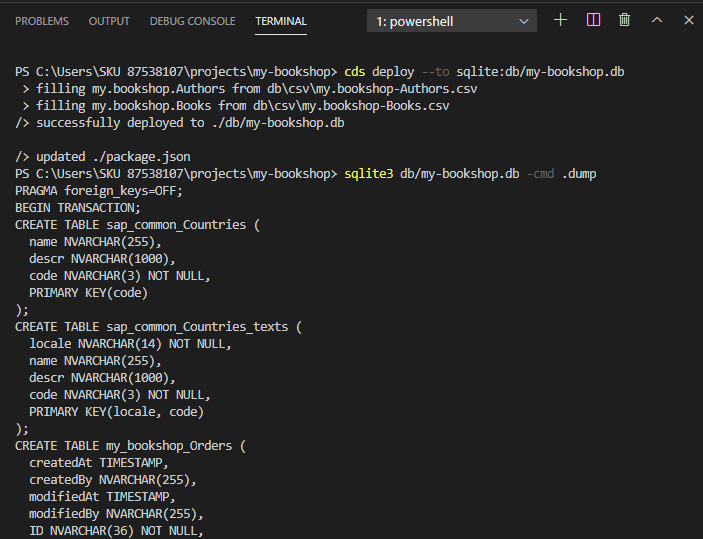 PROBLEMS OUTPUT DEBUG CONSOLE TERMINAL 1: powershell
PS C:\Users\SKU 87538107\projects\my-bookshop> cds deploy --to sqlite:db/my-bookshop.db
 > filling my.bookshop.Authors from db\csv\my.bookshop-Authors.csv
 > filling my.bookshop.Books from db\csv\my.bookshop-Books.csv
/> successfully deployed to ./db/my-bookshop.db
/> updated ./package.json
PS C:\Users\SKU 87538107\projects\my-bookshop> sqlite3 db/my-bookshop.db -cmd .dump
PRAGMA foreign_keys=OFF;
BEGIN TRANSACTION;
CREATE TABLE sap_common_Countries (
  name NVARCHAR(255),
  descr NVARCHAR(1000),
  code NVARCHAR(3) NOT NULL,
  PRIMARY KEY(code)
);
CREATE TABLE sap_common_Countries_texts (
  locale NVARCHAR(14) NOT NULL,
  name NVARCHAR(255),
  descr NVARCHAR(1000),
  code NVARCHAR(3) NOT NULL,
  PRIMARY KEY(locale, code)
);
CREATE TABLE my_bookshop_Orders (
  createdAt TIMESTAMP,
  createdBy NVARCHAR(255),
  modifiedAt TIMESTAMP,
  modifiedBy NVARCHAR(255),
  ID NVARCHAR(36) NOT NULL,